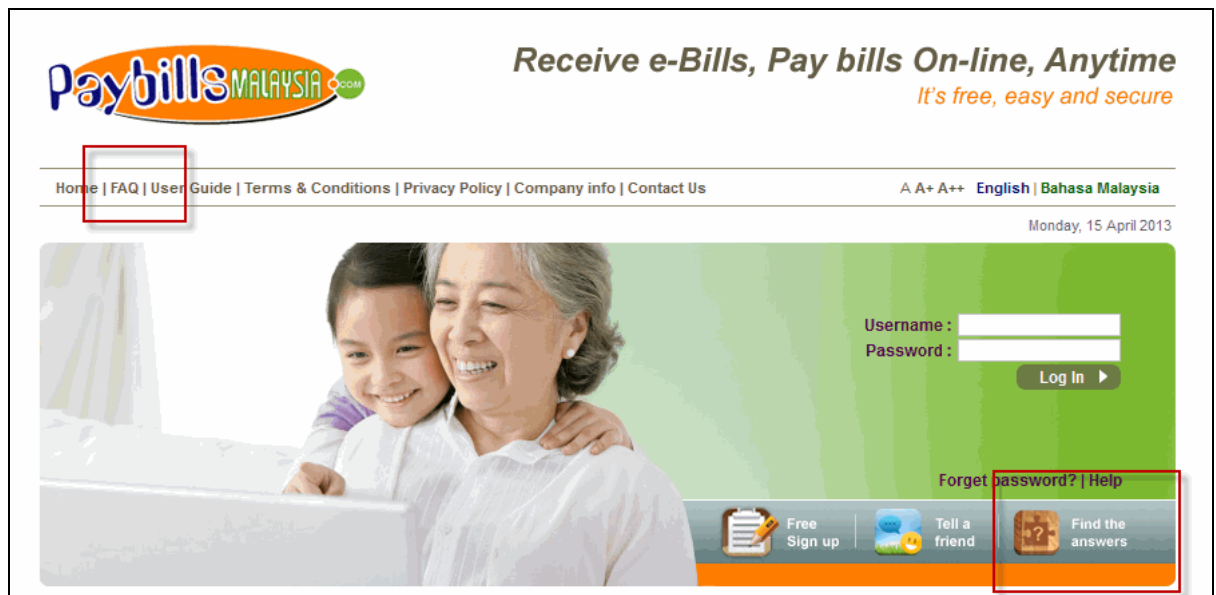 PaybillsMALAYSIA.COM
Receive e-Bills, Pay bills On-line, Anytime
It's free, easy and secure
Home | FAQ | User Guide | Terms & Conditions | Privacy Policy | Company info | Contact Us
A A+ A++ English | Bahasa Malaysia
Monday, 15 April 2013
Username :
Password :
Log In
Forget password? | Help
Free
Sign up
Tell a
friend
?
Find the
answers